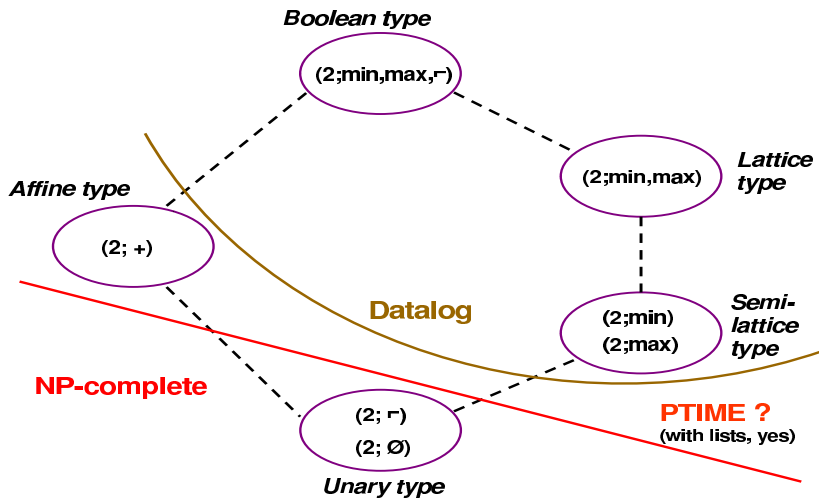 Boolean type
(2;min,max,⌐)
Lattice
type
(2;min,max)
Affine type
(2; +)
Datalog
(2;min)
(2;max)
Semi-
lattice
type
NP-complete
(2; ⌐)
(2; Ø)
Unary type
PTIME ?
(with lists, yes)